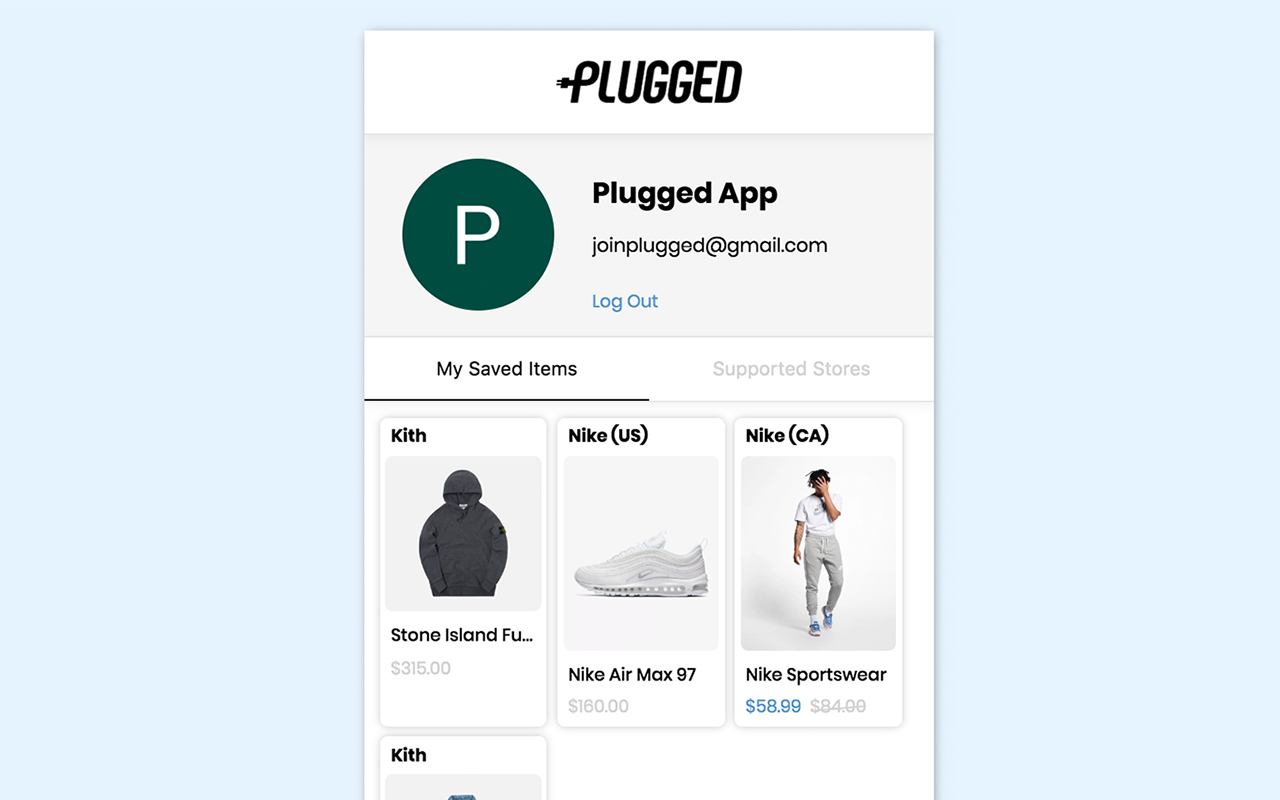 PLUGGED
P
Plugged App
joinplugged@gmail.com
Log Out
My Saved Items
Supported Stores
Kith
Stone Island Fu...
$315.00
Nike (US)
Nike Air Max 97
$160.00
Nike (CA)
Nike Sportswear
$58.99 $84.00
Kith